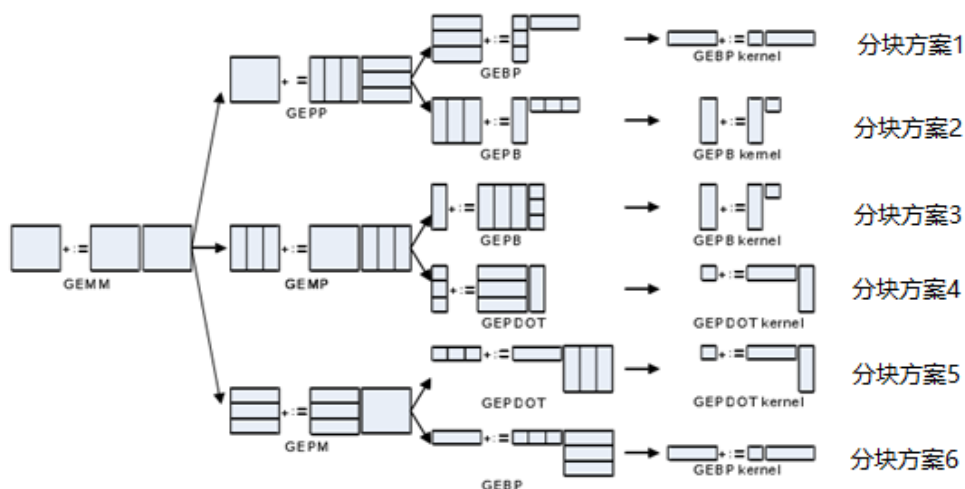 GEBP
GEBP kernel
分块方案1
GEPP
GEPB
GEPB kernel
分块方案2
GEMM
GEMP
GEPB
GEPB kernel
分块方案3
GEPDOT
GEPDOT kernel
分块方案4
GEPM
GEPDOT
GEPDOT kernel
分块方案5
GEBP
GEBP kernel
分块方案6